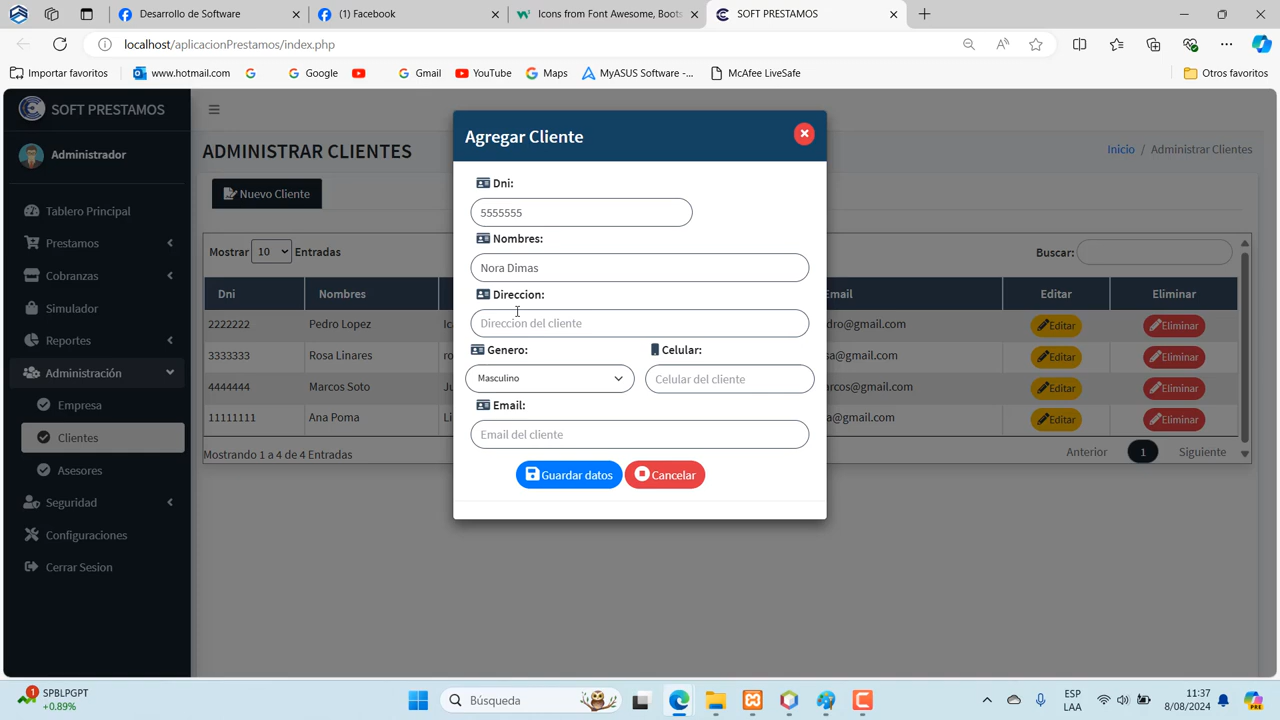 Desarrollo de Software
(1) Facebook
Icons from Font Awesome, Boots
SOFT PRESTAMOS
localhost/aplicacionPrestamos/index.php
Importar favoritos
www.hotmail.com
Google
Gmail
YouTube
Maps
MyASUS Software -...
McAfee LiveSafe
Otros favoritos
SOFT PRESTAMOS
Administrador
Tablero Principal
Prestamos
Cobranzas
Simulador
Reportes
Administración
Empresa
Clientes
Asesores
Seguridad
Configuraciones
Cerrar Sesion
ADMINISTRAR CLIENTES
Inicio / Administrar Clientes
Nuevo Cliente
Mostrar 10 Entradas
Buscar:
Dni Nombres Email Editar Eliminar
2222222 Pedro Lopez dro@gmail.com Editar Eliminar
3333333 Rosa Linares sa@gmail.com Editar Eliminar
4444444 Marcos Soto arcos@gmail.com Editar Eliminar
11111111 Ana Poma a@gmail.com Editar Eliminar
Mostrando 1 a 4 de 4 Entradas
Anterior 1 Siguiente
Agregar Cliente
Dni:
5555555
Nombres:
Nora Dimas
Direccion:
Direccion del cliente
Genero: Celular:
Masculino Celular del cliente
Email:
Email del cliente
Guardar datos Cancelar
1
SPBLPGPT
+0.89%
Búsqueda
ESP
LAA
11:37
8/08/2024
PRE